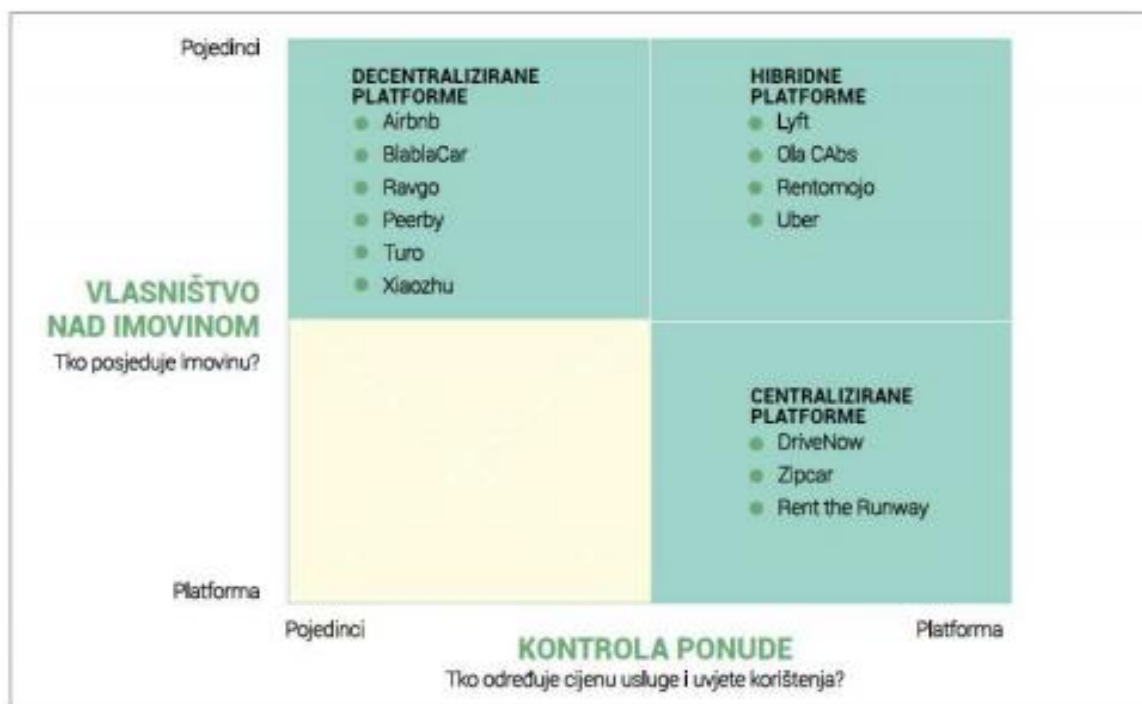 Pojedinci
DECENTRALIZIRANE
PLATFORME
Airbnb
BlablaCar
Ravgo
Peerby
Turo
Xiaozhu
HIBRIDNE
PLATFORME
Lyft
Ola CAbs
Rentomojo
Uber
VLASNIŠTVO
NAD IMOVINOM
Tko posjeduje imovinu?
CENTRALIZIRANE
PLATFORME
DriveNow
Zipcar
Rent the Runway
Platforma
Pojedinci
Platforma
KONTROLA PONUDE
Tko određuje cijenu usluge i uvjete korištenja?